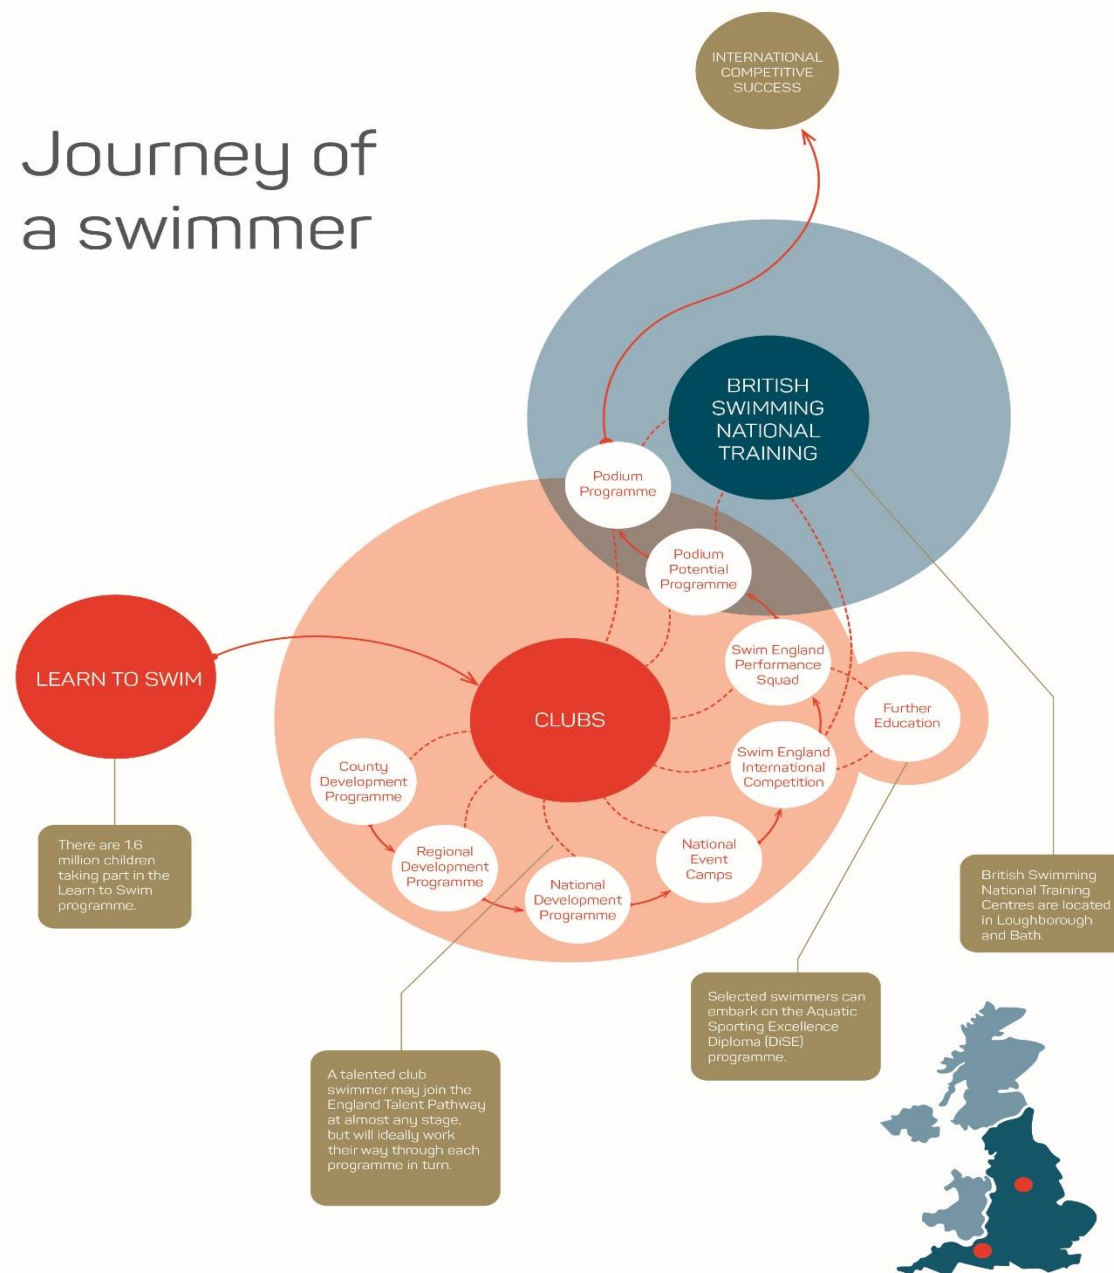 Journey of
a swimmer
INTERNATIONAL
COMPETITIVE
SUCCESS
BRITISH
SWIMMING
NATIONAL
TRAINING
Podium
Programme
Podium
Potential
Programme
LEARN TO SWIM
CLUBS
Swim England
Performance
Squad
Further
Education
Swim England
International
Competition
County
Development
Programme
Regional
Development
Programme
National
Development
Programme
National
Event
Camps
There are 1.6
million children
taking part in the
Learn to Swim
programme.
British Swimming
National Training
Centres are located
in Loughborough
and Bath.
Selected swimmers can
embark on the Aquatic
Sporting Excellence
Diploma (DiSE)
programme.
A talented club
swimmer may join the
England Talent Pathway
at almost any stage,
but will ideally work
their way through each
programme in turn.